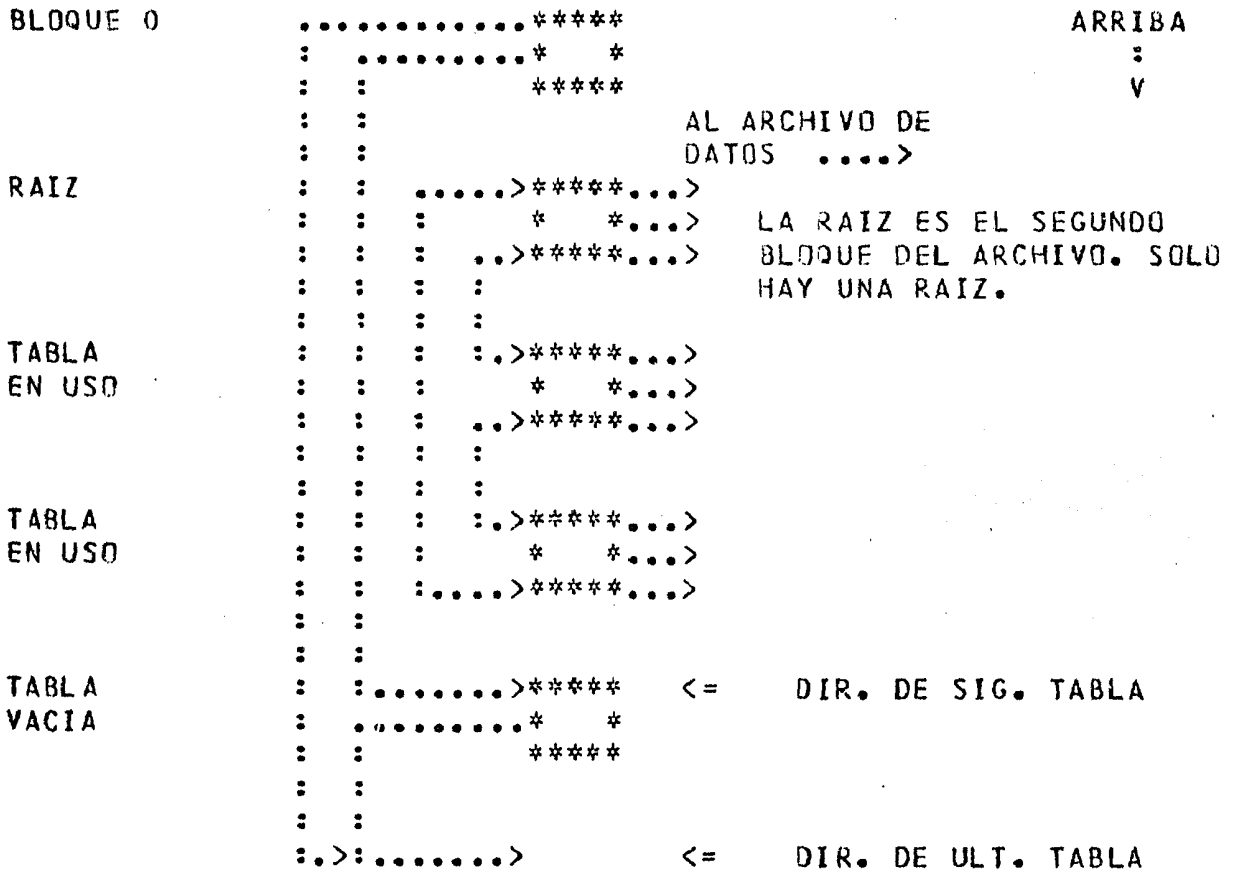 BLOQUE 0 ............***** ARRIBA
: .........* * :
: : ***** V
: : AL ARCHIVO DE
: : DATOS ....>
RAIZ : : .....>*****...>
: : : * *...> LA RAIZ ES EL SEGUNDO
: : : ..>*****...> BLOQUE DEL ARCHIVO. SOLO
: : : : HAY UNA RAIZ.
: : : :
TABLA : : : :.>*****...>
EN USO : : : * *...>
: : : ..>*****...>
: : : :
: : : :
TABLA : : : :.>*****...>
EN USO : : : * *...>
: : :....>*****...>
: :
: :
TABLA : :.......>***** <= DIR. DE SIG. TABLA
VACIA : .........* *
: : *****
: :
: :
:.>:.......> <= DIR. DE ULT. TABLA